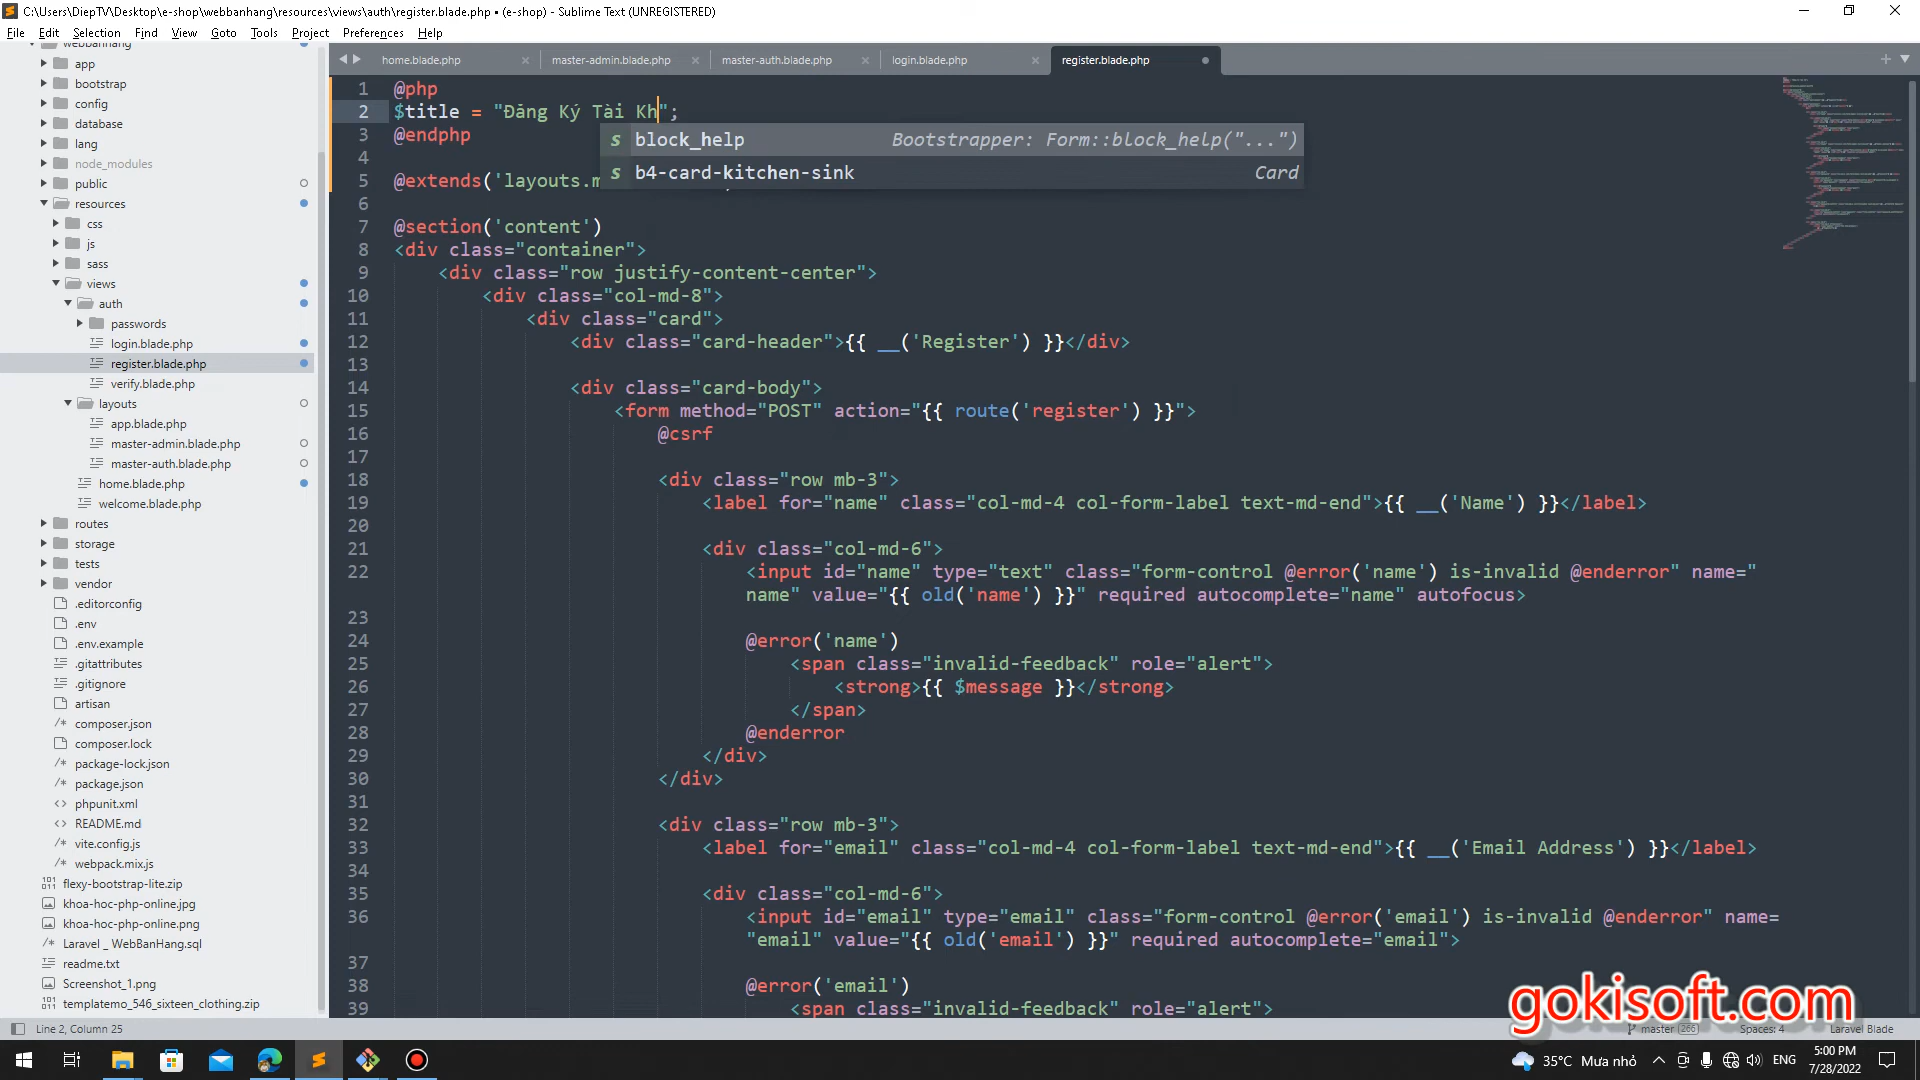 C:\Users\DiepTV\Desktop\e-shop\webbanhang\resources\views\auth\register.blade.php • (e-shop) - Sublime Text (UNREGISTERED)
File Edit Selection Find View Goto Tools Project Preferences Help
webbanhang
app
bootstrap
config
database
lang
node_modules
public
resources
css
js
sass
views
auth
passwords
login.blade.php
register.blade.php
verify.blade.php
layouts
app.blade.php
master-admin.blade.php
master-auth.blade.php
home.blade.php
welcome.blade.php
routes
storage
tests
vendor
.editorconfig
.env
.env.example
.gitattributes
.gitignore
artisan
composer.json
composer.lock
package-lock.json
package.json
phpunit.xml
README.md
vite.config.js
webpack.mix.js
flexy-bootstrap-lite.zip
khoa-hoc-php-online.jpg
khoa-hoc-php-online.png
Laravel _ WebBanHang.sql
readme.txt
Screenshot_1.png
templatemo_546_sixteen_clothing.zip
home.blade.php master-admin.blade.php master-auth.blade.php login.blade.php register.blade.php
1 @php
2 $title = "Đăng Ký Tài Kh";
3 @endphp
block_help Bootstrapper: Form::block_help("...")
b4-card-kitchen-sink Card
4
5 @extends('layouts.m
6
7 @section('content')
8 <div class="container">
9 <div class="row justify-content-center">
10 <div class="col-md-8">
11 <div class="card">
12 <div class="card-header">{{ __('Register') }}</div>
13
14 <div class="card-body">
15 <form method="POST" action="{{ route('register') }}">
16 @csrf
17
18 <div class="row mb-3">
19 <label for="name" class="col-md-4 col-form-label text-md-end">{{ __('Name') }}</label>
20
21 <div class="col-md-6">
22 <input id="name" type="text" class="form-control @error('name') is-invalid @enderror" name="
name" value="{{ old('name') }}" required autocomplete="name" autofocus>
23
24 @error('name')
25 <span class="invalid-feedback" role="alert">
26 <strong>{{ $message }}</strong>
27 </span>
28 @enderror
29 </div>
30 </div>
31
32 <div class="row mb-3">
33 <label for="email" class="col-md-4 col-form-label text-md-end">{{ __('Email Address') }}</label>
34
35 <div class="col-md-6">
36 <input id="email" type="email" class="form-control @error('email') is-invalid @enderror" name=
"email" value="{{ old('email') }}" required autocomplete="email">
37
38 @error('email')
39 <span class="invalid-feedback" role="alert">
gokisoft.com
Line 2, Column 25 master 266 Spaces: 4 Laravel Blade
35°C Mưa nhỏ ENG 5:00 PM
7/28/2022